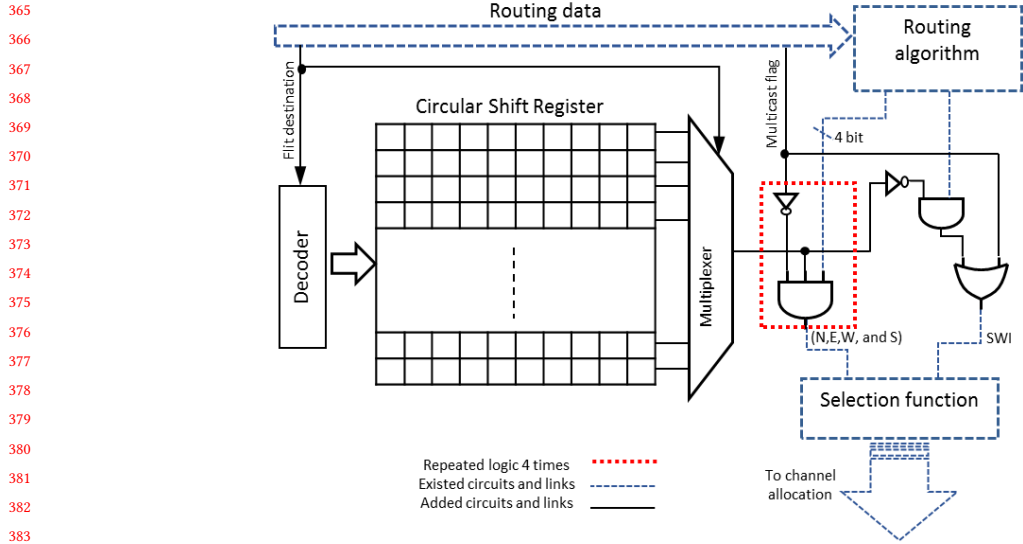 365
366
367
368
369
370
371
372
373
374
375
376
377
378
379
380
381
382
383
Routing data
Routing
algorithm
Flit destination
Circular Shift Register
Multicast flag
4 bit
Decoder
Multiplexer
(N,E,W, and S)
SWI
Selection function
Repeated logic 4 times
Existed circuits and links
Added circuits and links
To channel
allocation